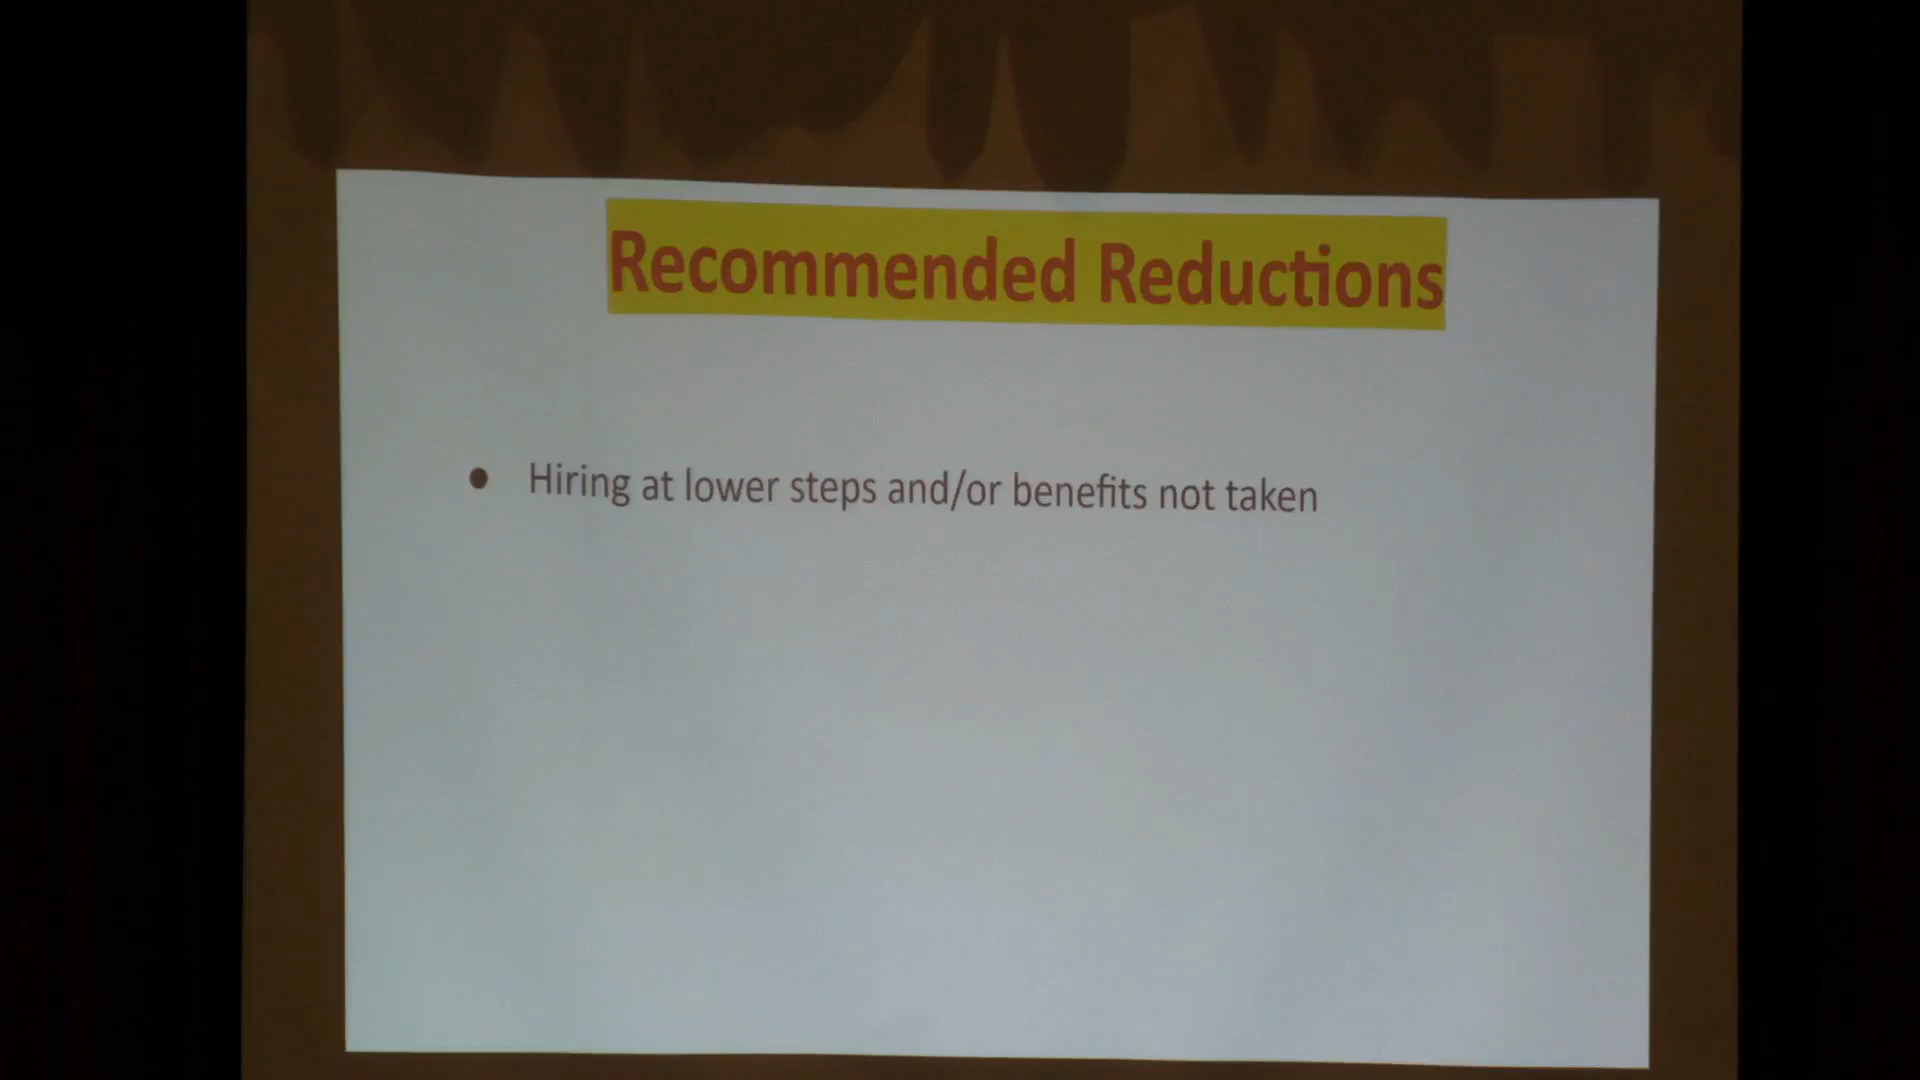 Recommended Reductions
● Hiring at lower steps and/or benefits not taken